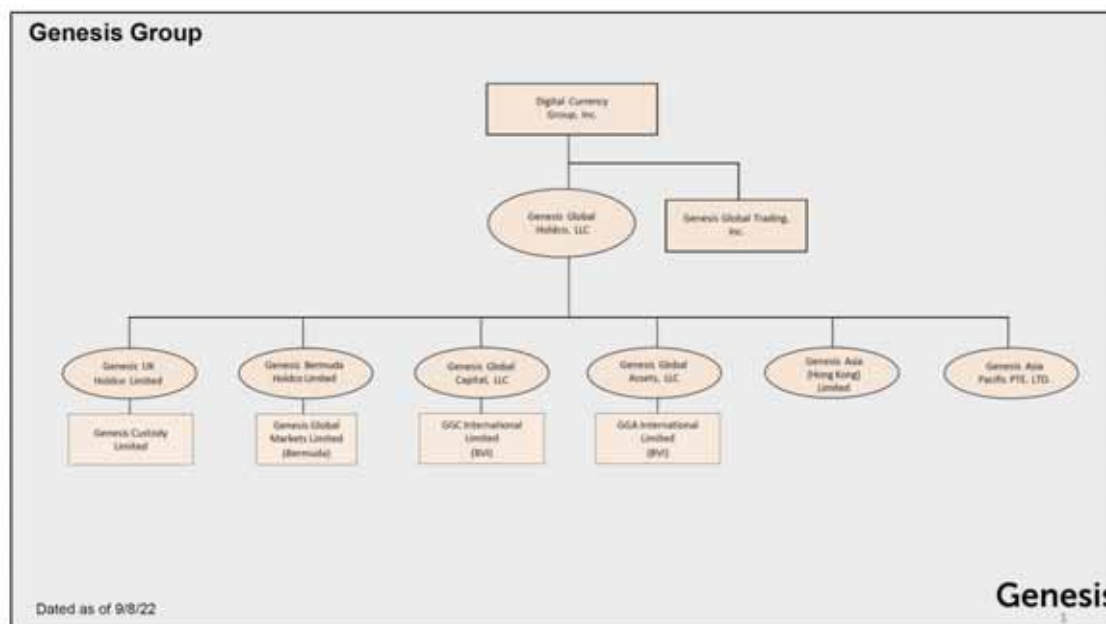 Genesis Group
Digital Currency
Group, Inc.
Genesis Global
Holdco, LLC
Genesis Global Trading,
Inc.
Genesis UK
Holdco Limited
Genesis Bermuda
Holdco Limited
Genesis Global
Capital, LLC
Genesis Global
Assets, LLC
Genesis Asia
(Hong Kong)
Limited
Genesis Asia
Pacific PTE. LTD.
Genesis Custody
Limited
Genesis Global
Markets Limited
(Bermuda)
GGC International
Limited
(BVI)
GGA International
Limited
(BVI)
Dated as of 9/8/22
Genesis
1